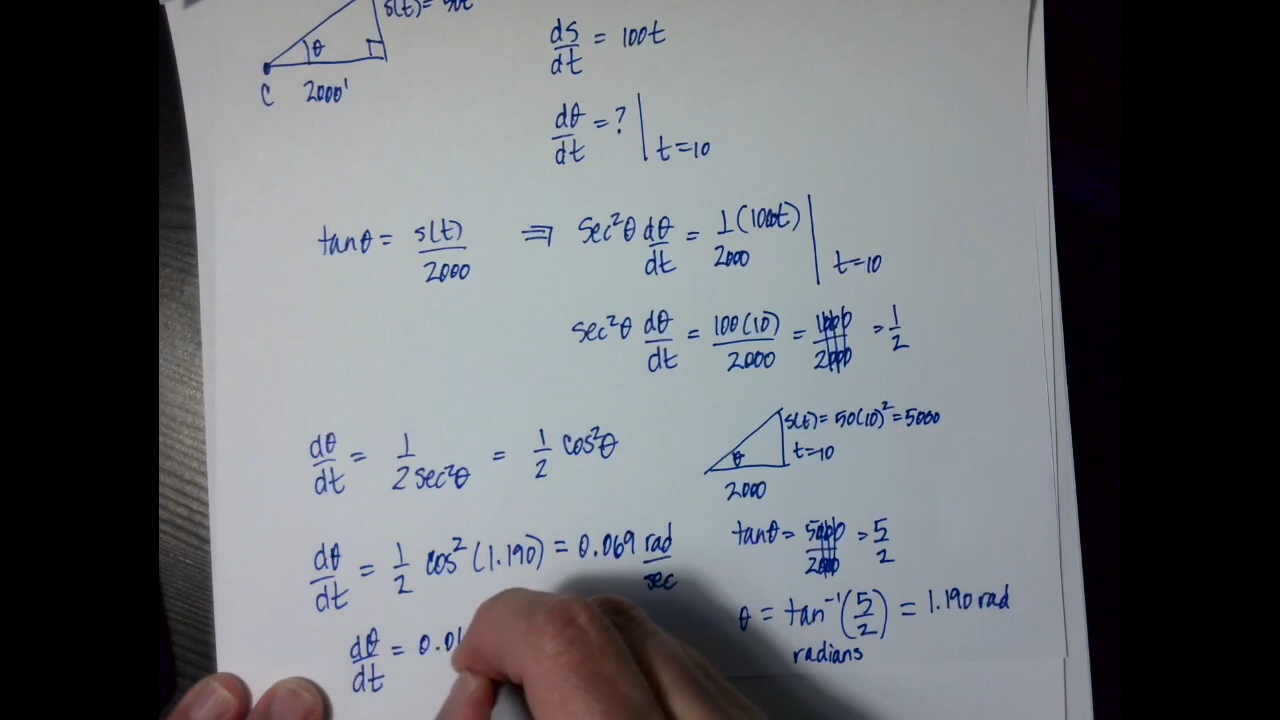 s(t) = 50t
θ
C 2000'
ds/dt = 100t
dθ/dt = ? | t=10
tanθ = s(t)/2000 ⇒ sec²θ dθ/dt = 1(100t)/2000 | t=10
sec²θ dθ/dt = 100(10)/2000 = 1000/2000 = 1/2
dθ/dt = 1/2sec²θ = 1/2 cos²θ
s(t) = 50(10)² = 5000
θ t=10
2000
tanθ = 5000/2000 = 5/2
dθ/dt = 1/2 cos²(1.190) = 0.069 rad/sec
θ = tan⁻¹(5/2) = 1.190 rad
radians
dθ/dt = 0.0